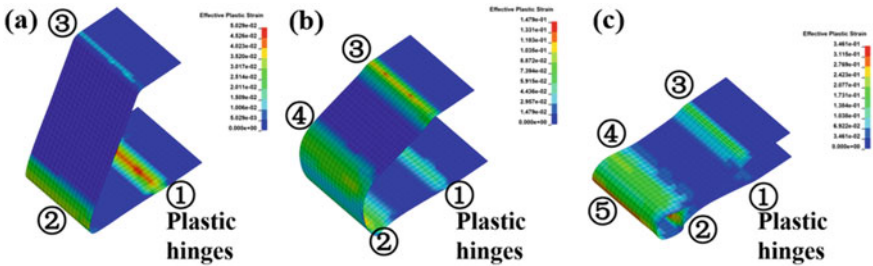 (a)
③
②
①
Plastic
hinges
Effective Plastic Strain
5.029e-02
4.526e-02
4.023e-02
3.520e-02
3.017e-02
2.514e-02
2.011e-02
1.509e-02
1.006e-02
5.029e-03
0.000e+00
(b)
③
④
①
②
Plastic
hinges
Effective Plastic Strain
1.479e-01
1.331e-01
1.183e-01
1.035e-01
8.872e-02
7.394e-02
5.915e-02
4.436e-02
2.957e-02
1.479e-02
0.000e+00
(c)
③
④
①
⑤
②
Plastic
hinges
Effective Plastic Strain
3.461e-01
3.115e-01
2.769e-01
2.423e-01
2.077e-01
1.731e-01
1.384e-01
1.038e-01
6.922e-02
3.461e-02
0.000e+00